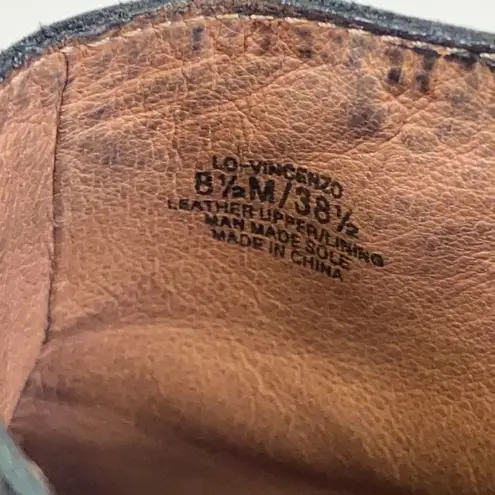 LO-VINCENZO
8½M/38½
LEATHER UPPER/LINING
MAN MADE SOLE
MADE IN CHINA